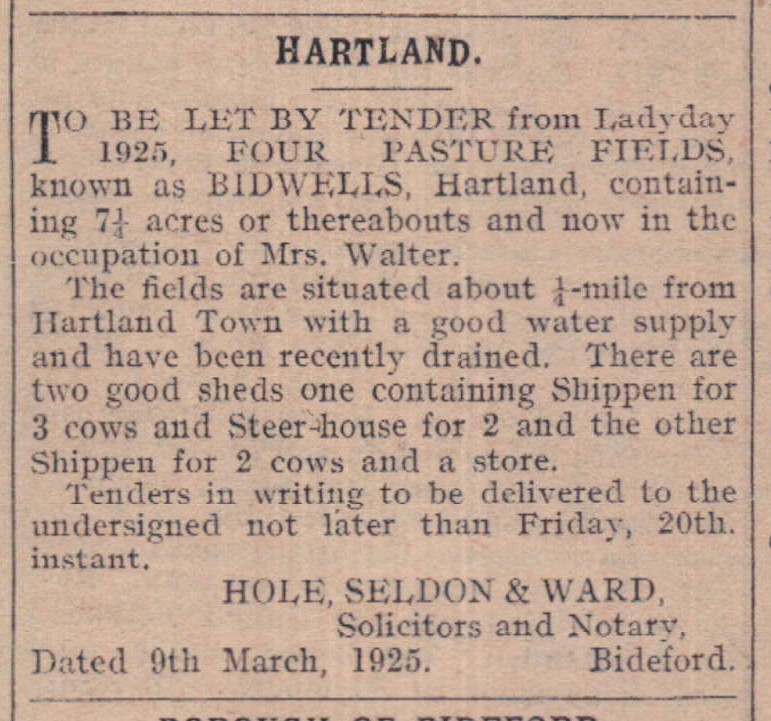 HARTLAND.
TO BE LET BY TENDER from Ladyday
1925, FOUR PASTURE FIELDS,
known as BIDWELLS, Hartland, contain-
ing 7¼ acres or thereabouts and now in the
occupation of Mrs. Walter.
The fields are situated about ¼-mile from
Hartland Town with a good water supply
and have been recently drained. There are
two good sheds one containing Shippen for
3 cows and Steer-house for 2 and the other
Shippen for 2 cows and a store.
Tenders in writing to be delivered to the
undersigned not later than Friday, 20th.
instant.
HOLE, SELDON & WARD,
Solicitors and Notary,
Dated 9th March, 1925. Bideford.
BOROUGH OF BIDEFORD